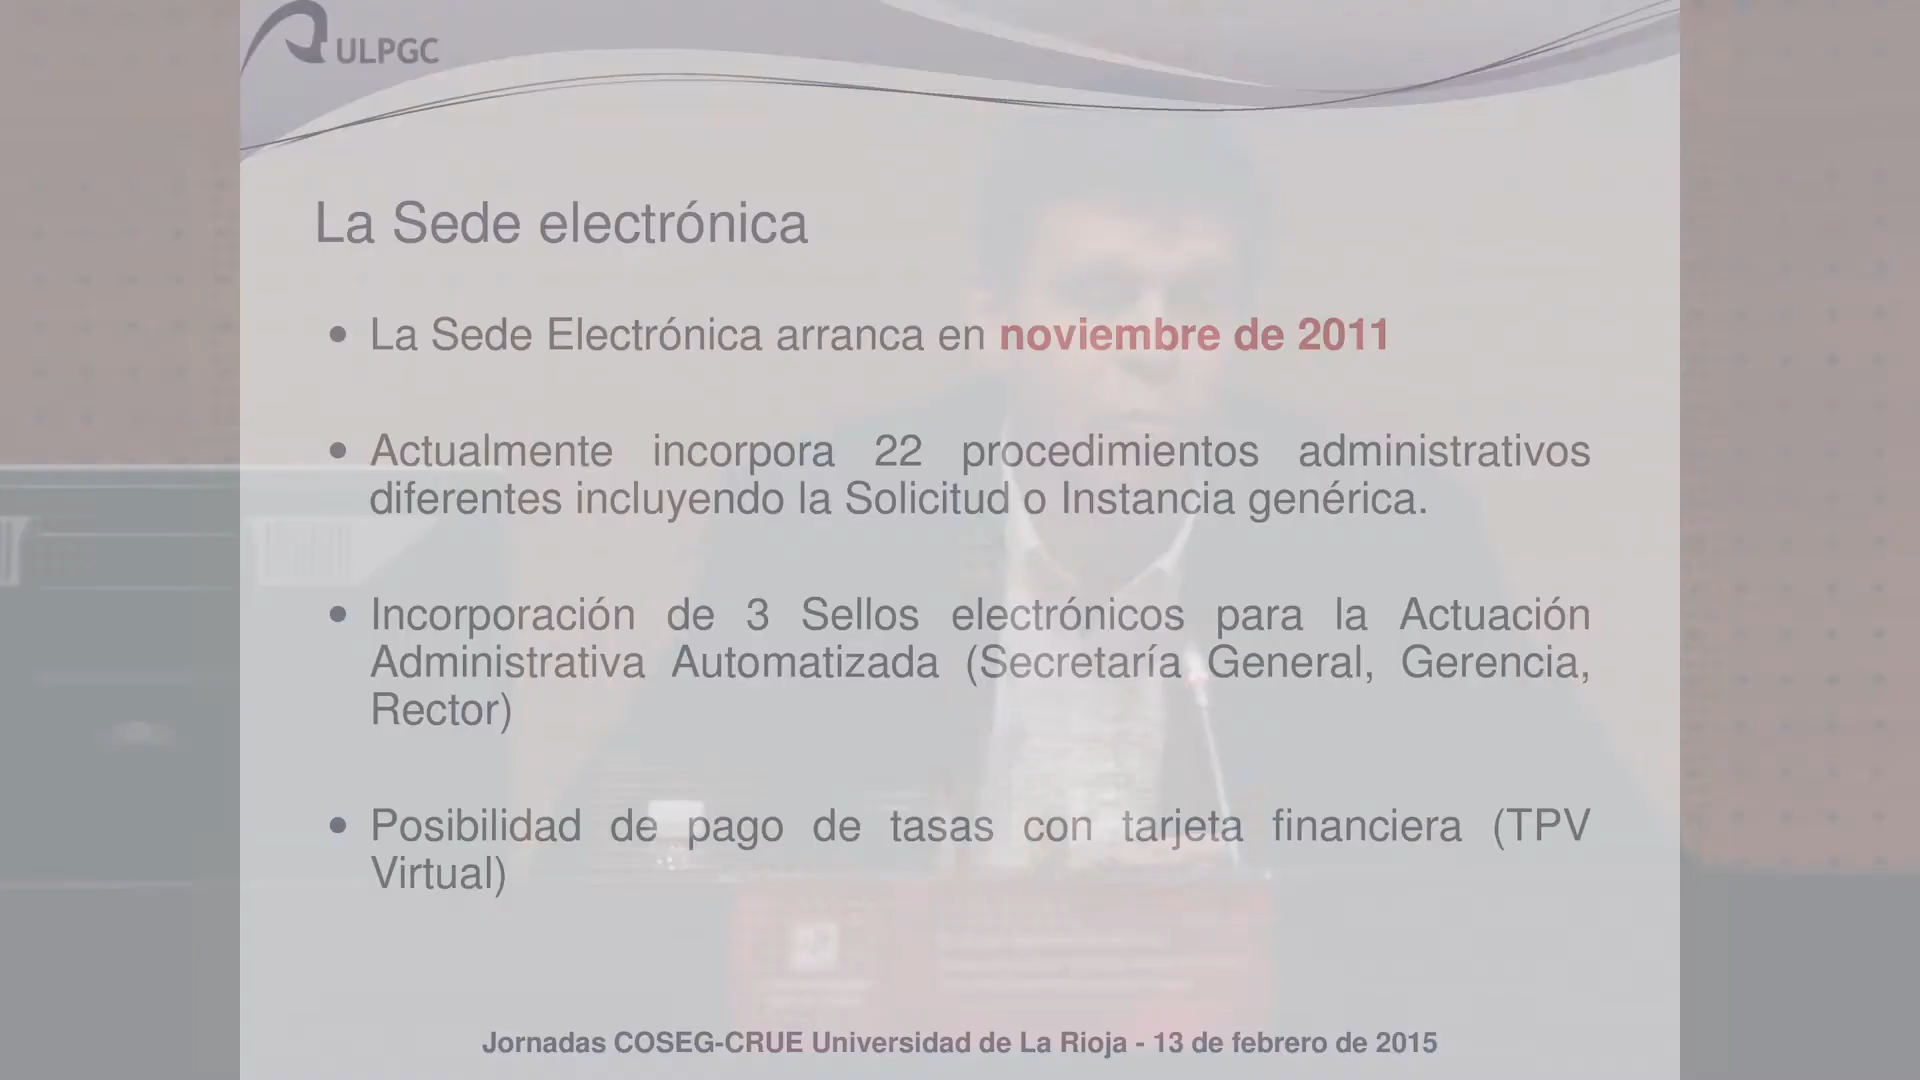 ULPGC
La Sede electrónica
• La Sede Electrónica arranca en noviembre de 2011
• Actualmente incorpora 22 procedimientos administrativos
diferentes incluyendo la Solicitud o Instancia genérica.
• Incorporación de 3 Sellos electrónicos para la Actuación
Administrativa Automatizada (Secretaría General, Gerencia,
Rector)
• Posibilidad de pago de tasas con tarjeta financiera (TPV
Virtual)
22
Jornadas COSEG-CRUE Universidad de La Rioja - 13 de febrero de 2015